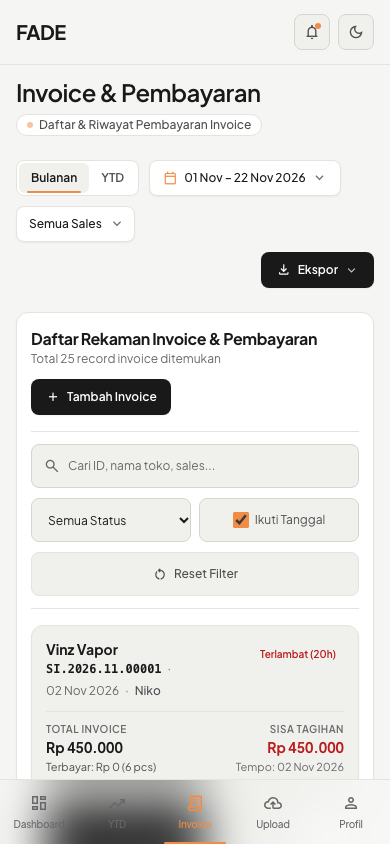 FADE
Invoice & Pembayaran
Daftar & Riwayat Pembayaran Invoice
Bulanan YTD 01 Nov – 22 Nov 2026
Semua Sales
Ekspor
Daftar Rekaman Invoice & Pembayaran
Total 25 record invoice ditemukan
Tambah Invoice
Cari ID, nama toko, sales...
Semua Status Ikuti Tanggal
Reset Filter
Vinz Vapor Terlambat (20h)
SI.2026.11.00001 ·
02 Nov 2026 · Niko
TOTAL INVOICE SISA TAGIHAN
Rp 450.000 Rp 450.000
Terbayar: Rp 0 (6 pcs) Tempo: 02 Nov 2026
Dashboard YTD Invoice Upload Profil